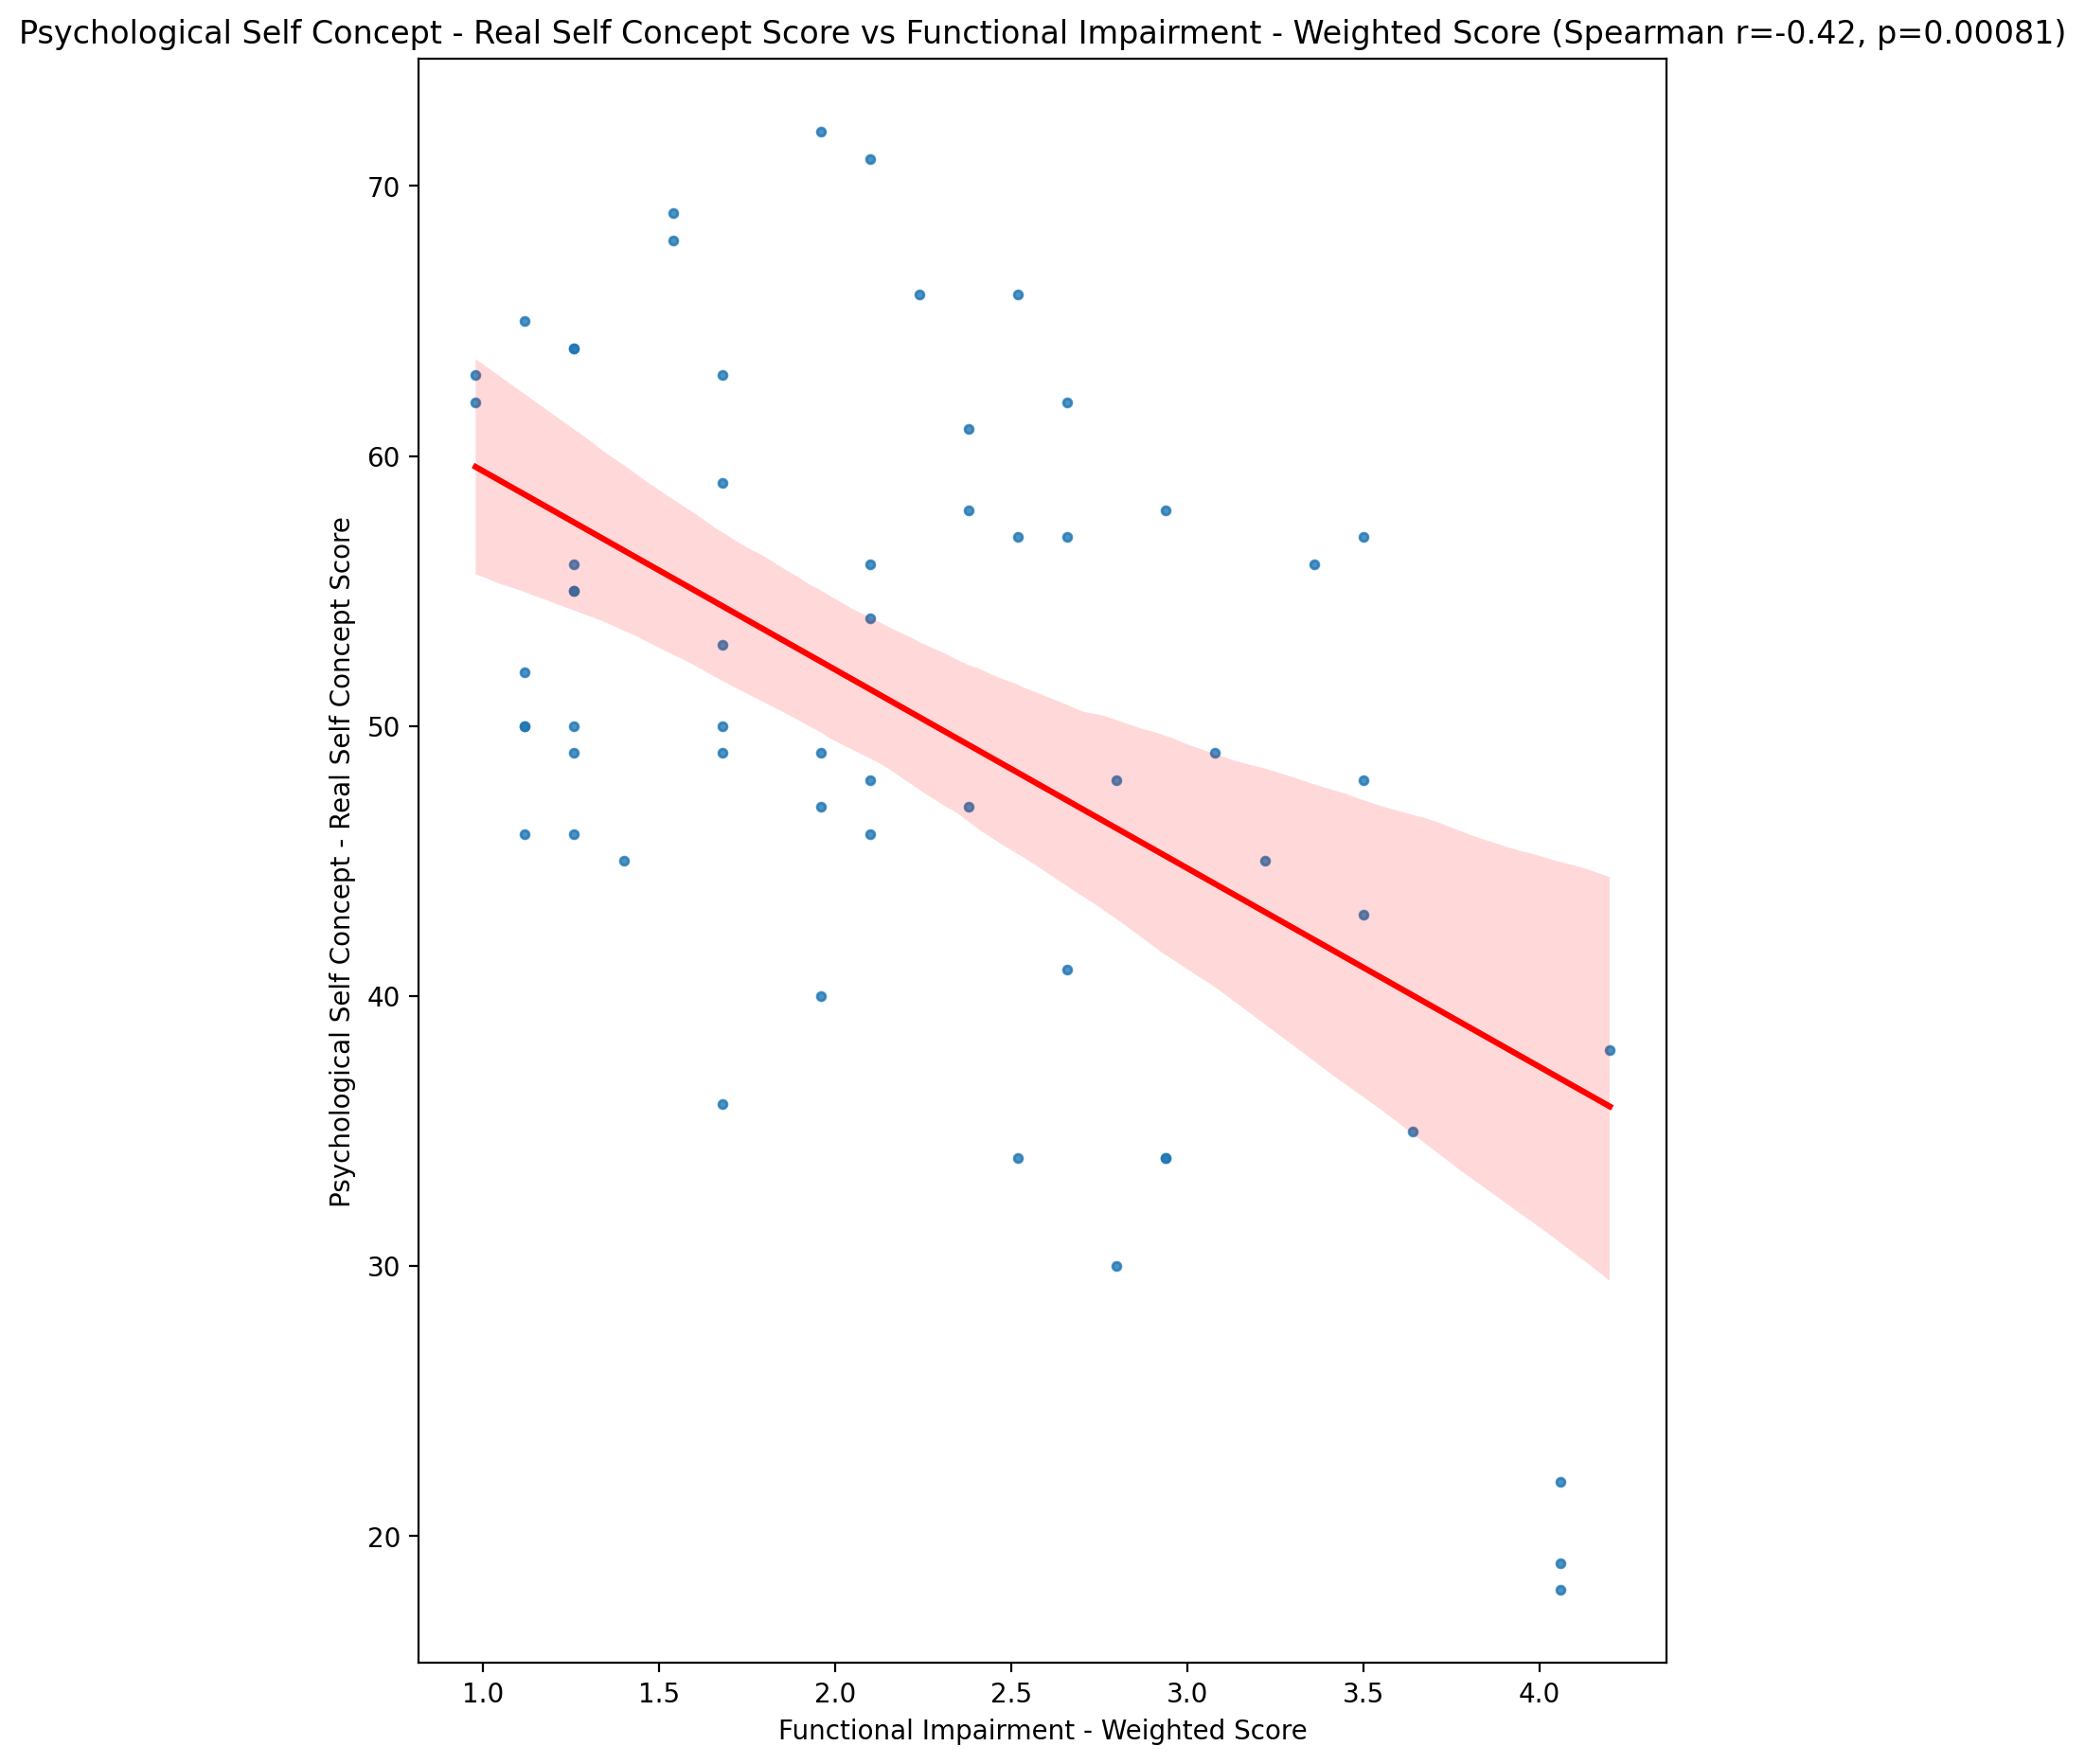 Psychological Self Concept - Real Self Concept Score vs Functional Impairment - Weighted Score (Spearman r=-0.42, p=0.00081)
Psychological Self Concept - Real Self Concept Score
70
60
50
40
30
20
1.0 1.5 2.0 2.5 3.0 3.5 4.0
Functional Impairment - Weighted Score